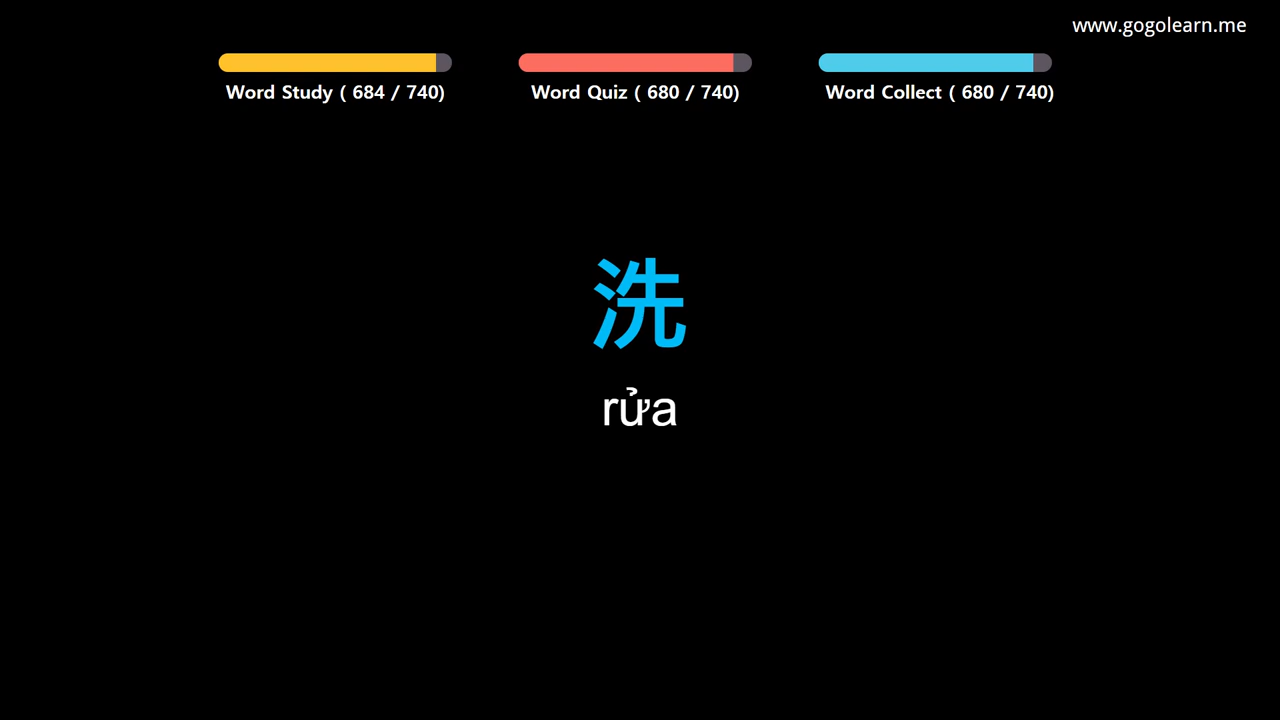 www.gogolearn.me
Word Study ( 684 / 740)
Word Quiz ( 680 / 740)
Word Collect ( 680 / 740)
洗
rửa